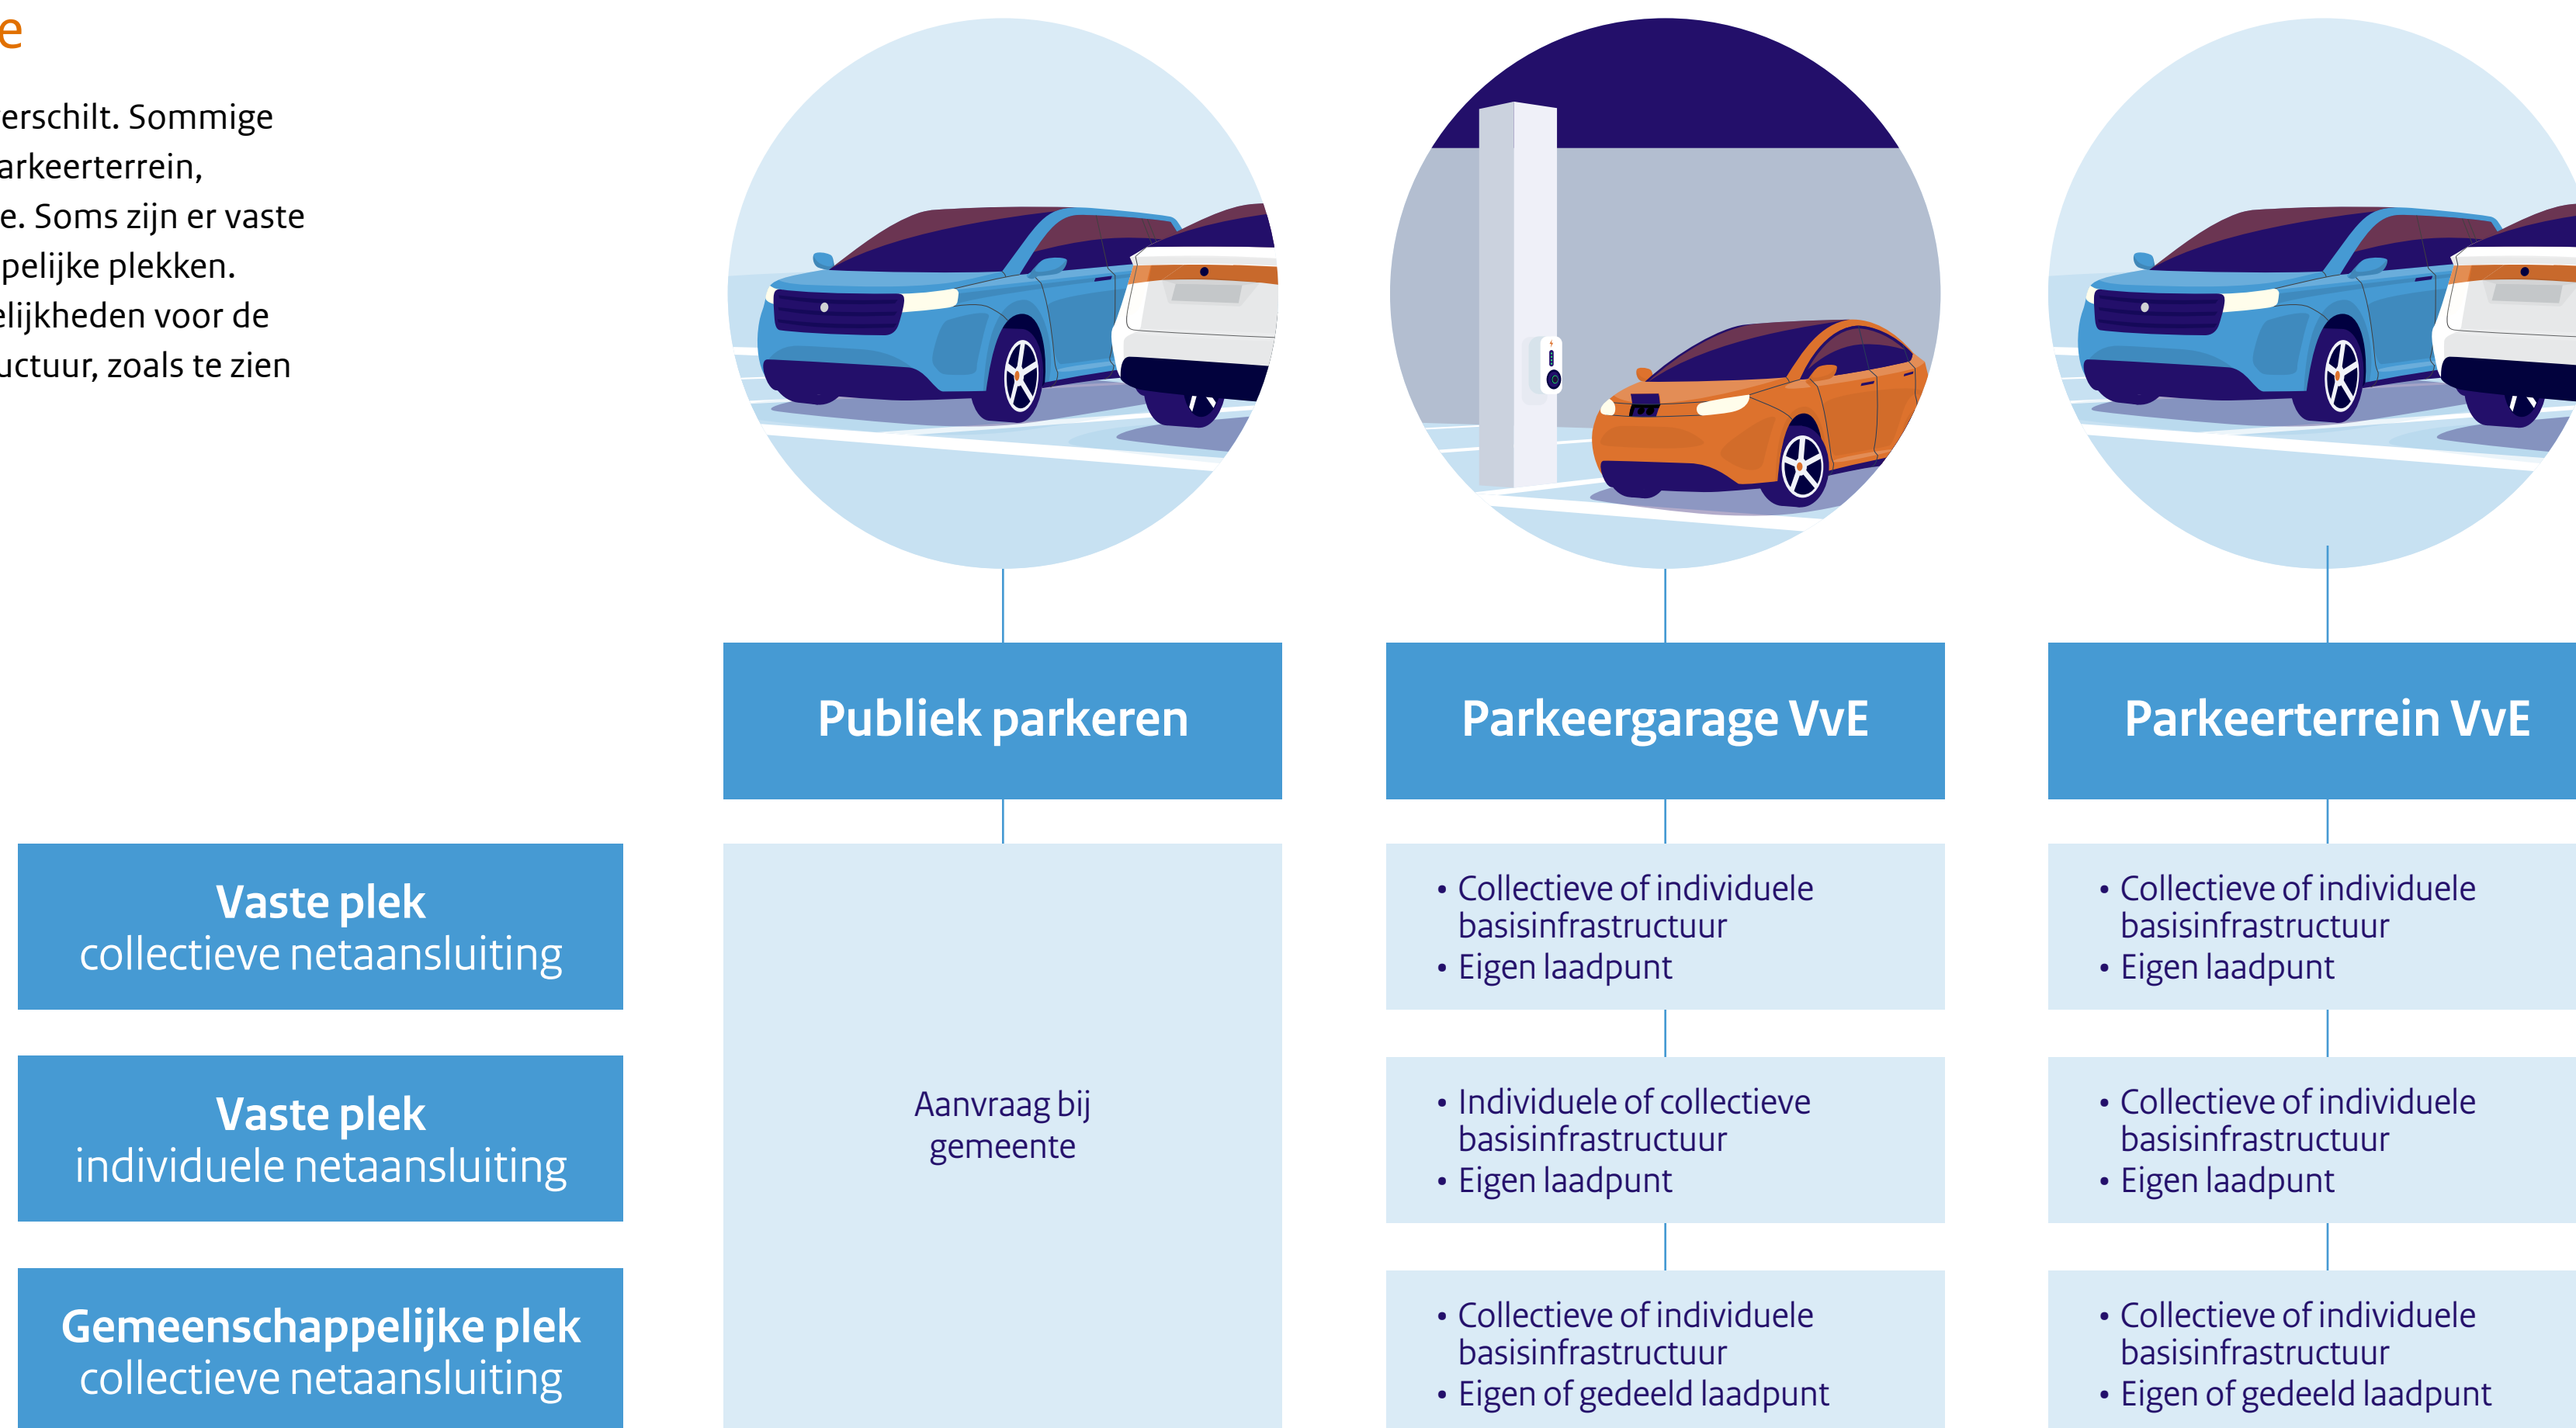 e
erschilt. Sommige
arkeerterrein,
e. Soms zijn er vaste
pelijke plekken.
elijkheden voor de
uctuur, zoals te zien
Publiek parkeren
Parkeergarage VvE
Parkeerterrein VvE
Vaste plek
collectieve netaansluiting
Aanvraag bij
gemeente
• Collectieve of individuele
basisinfrastructuur
• Eigen laadpunt
• Collectieve of individuele
basisinfrastructuur
• Eigen laadpunt
Vaste plek
individuele netaansluiting
• Individuele of collectieve
basisinfrastructuur
• Eigen laadpunt
• Collectieve of individuele
basisinfrastructuur
• Eigen laadpunt
Gemeenschappelijke plek
collectieve netaansluiting
• Collectieve of individuele
basisinfrastructuur
• Eigen of gedeeld laadpunt
• Collectieve of individuele
basisinfrastructuur
• Eigen of gedeeld laadpunt